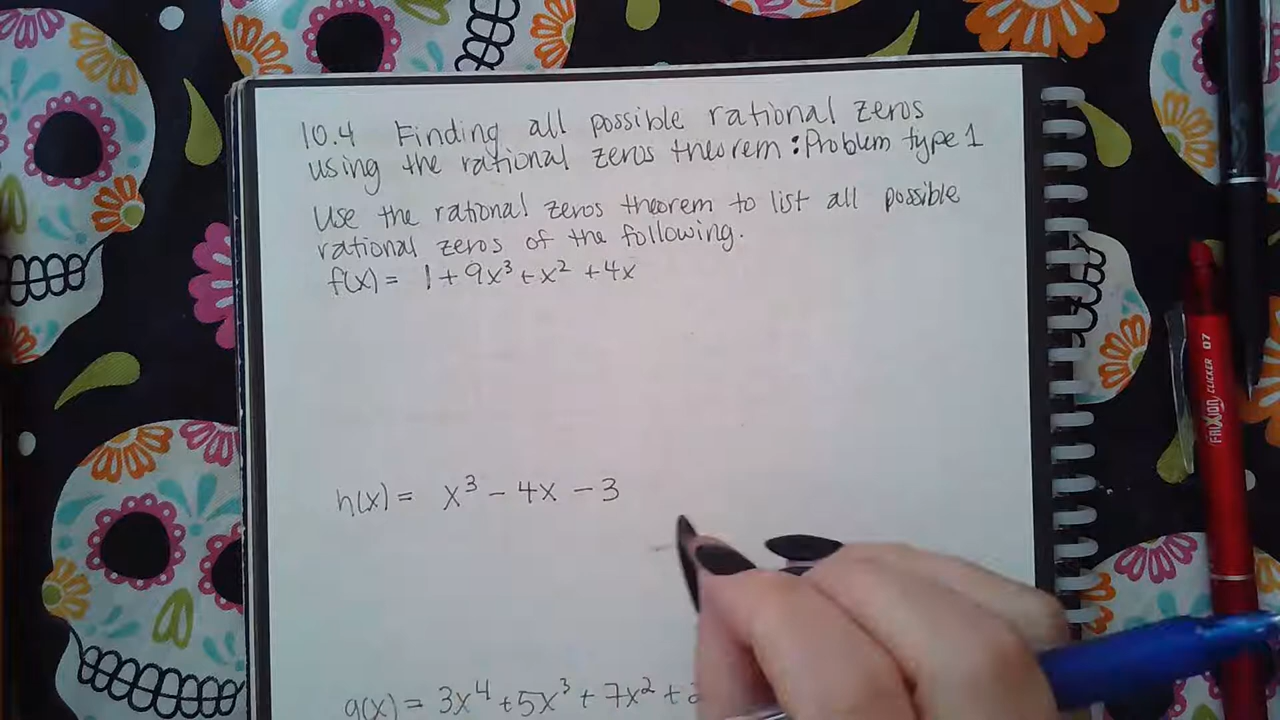 10.4 Finding all possible rational zeros
using the rational zeros theorem: Problem type 1
Use the rational zeros theorem to list all possible
rational zeros of the following.
f(x) = 1 + 9x³ + x² + 4x
h(x) = x³ - 4x - 3
g(x) = 3x⁴ + 5x³ + 7x² +
FriXion CLICKER 07